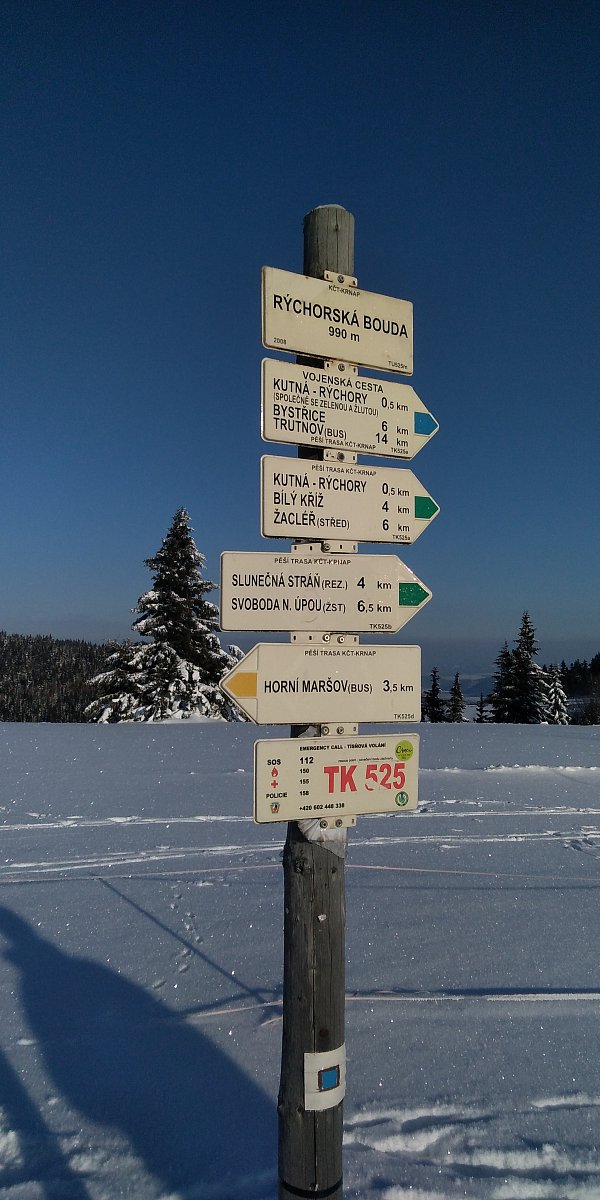 KČT-KRNAP
RÝCHORSKÁ BOUDA
990 m
2008 TU525m
VOJENSKÁ CESTA
KUTNÁ - RÝCHORY 0,5 km
(SPOLEČNĚ SE ZELENOU A ŽLUTOU)
BYSTŘICE 6 km
TRUTNOV(BUS) 14 km
PĚŠÍ TRASA KČT-KRNAP
PĚŠÍ TRASA KČT-KRNAP
KUTNÁ - RÝCHORY 0,5 km
BÍLÝ KŘÍŽ 4 km
ŽACLÉŘ(STŘED) 6 km
TK525a
PĚŠÍ TRASA KČT-KRNAP
SLUNEČNÁ STRÁŇ(REZ.) 4 km
SVOBODA N. ÚPOU(ŽST) 6,5 km
TK525b
PĚŠÍ TRASA KČT-KRNAP
HORNÍ MARŠOV(BUS) 3,5 km
TK525d
EMERGENCY CALL - TÍSŇOVÁ VOLÁNÍ
SOS 112
150
155
POLICIE 158
TK 525
+420 602 448 338